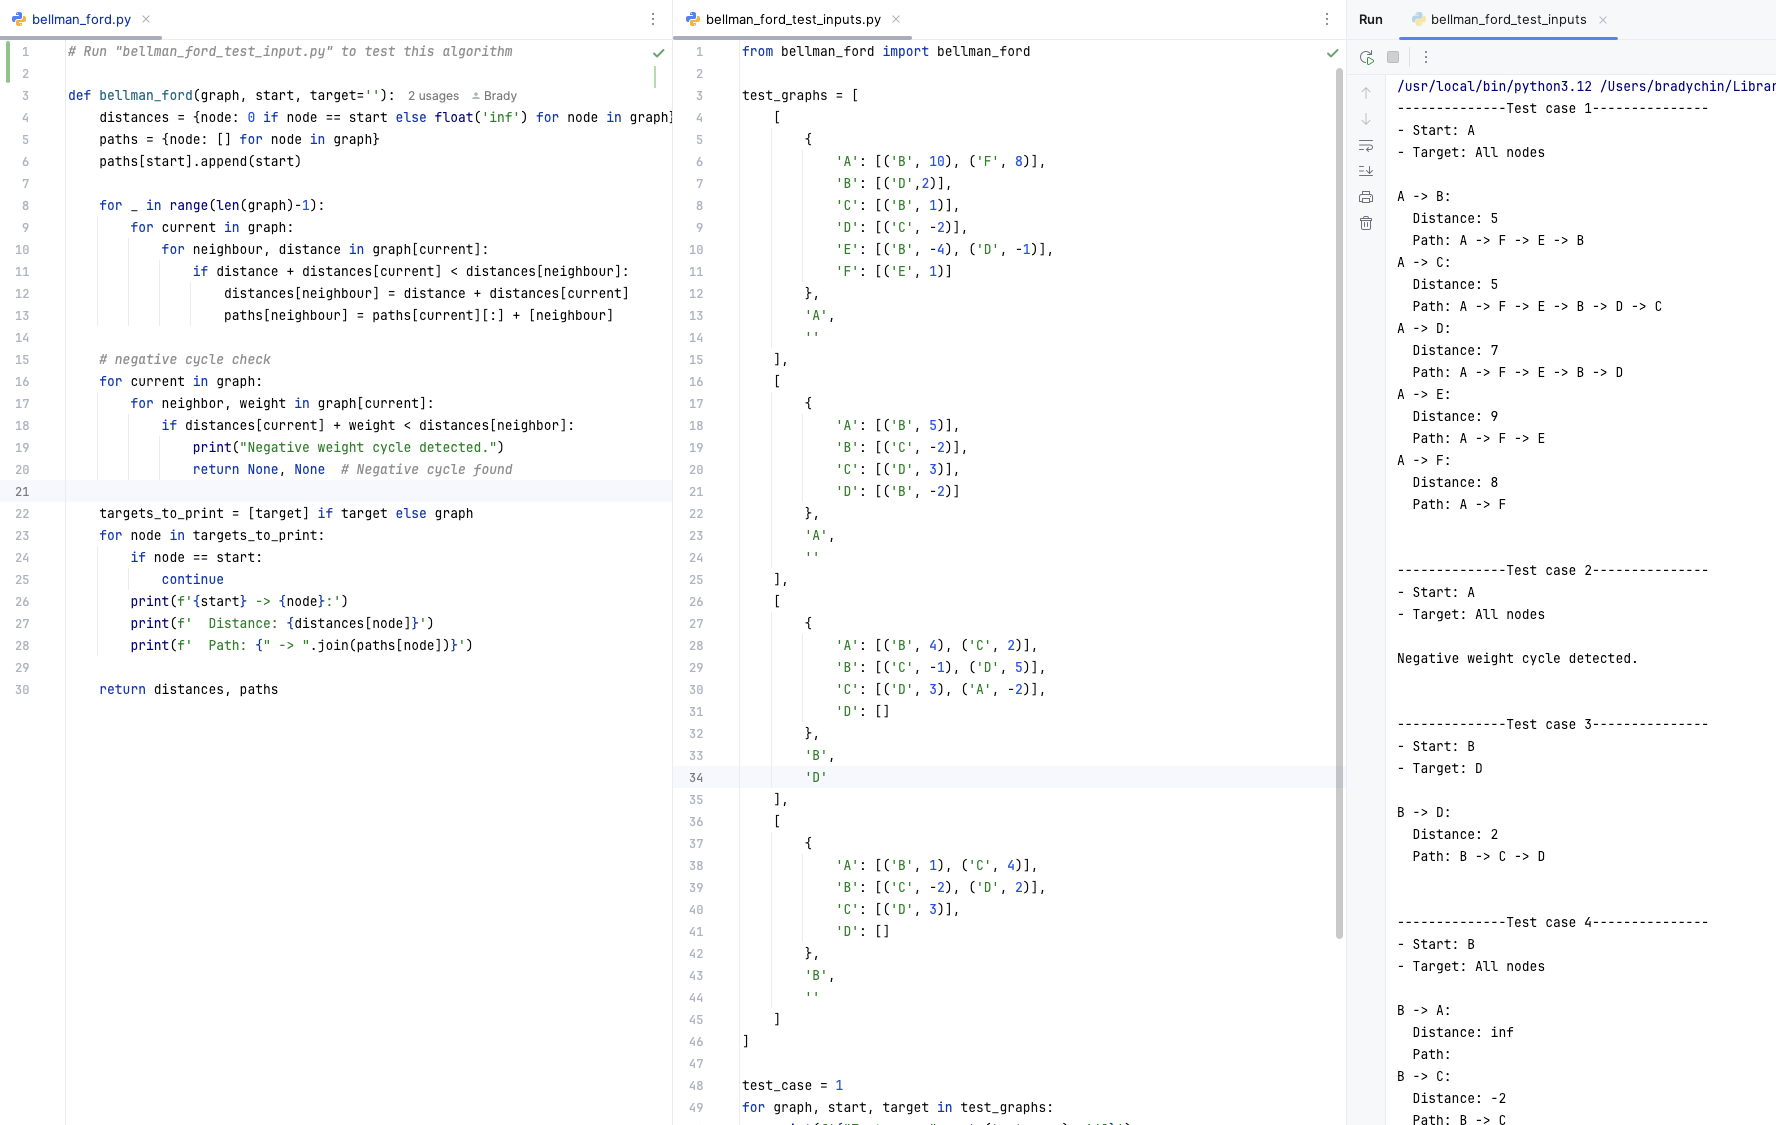 bellman_ford.py
# Run "bellman_ford_test_input.py" to test this algorithm
def bellman_ford(graph, start, target=''): 2 usages Brady
distances = {node: 0 if node == start else float('inf') for node in graph}
paths = {node: [] for node in graph}
paths[start].append(start)
for _ in range(len(graph)-1):
for current in graph:
for neighbour, distance in graph[current]:
if distance + distances[current] < distances[neighbour]:
distances[neighbour] = distance + distances[current]
paths[neighbour] = paths[current][:] + [neighbour]
# negative cycle check
for current in graph:
for neighbor, weight in graph[current]:
if distances[current] + weight < distances[neighbor]:
print("Negative weight cycle detected.")
return None, None # Negative cycle found
targets_to_print = [target] if target else graph
for node in targets_to_print:
if node == start:
continue
print(f'{start} -> {node}:')
print(f'  Distance: {distances[node]}')
print(f'  Path: {" -> ".join(paths[node])}')
return distances, paths
1
2
3
4
5
6
7
8
9
10
11
12
13
14
15
16
17
18
19
20
21
22
23
24
25
26
27
28
29
30
bellman_ford_test_inputs.py
from bellman_ford import bellman_ford
test_graphs = [
[
{
'A': [('B', 10), ('F', 8)],
'B': [('D',2)],
'C': [('B', 1)],
'D': [('C', -2)],
'E': [('B', -4), ('D', -1)],
'F': [('E', 1)]
},
'A',
''
],
[
{
'A': [('B', 5)],
'B': [('C', -2)],
'C': [('D', 3)],
'D': [('B', -2)]
},
'A',
''
],
[
{
'A': [('B', 4), ('C', 2)],
'B': [('C', -1), ('D', 5)],
'C': [('D', 3), ('A', -2)],
'D': []
},
'B',
'D'
],
[
{
'A': [('B', 1), ('C', 4)],
'B': [('C', -2), ('D', 2)],
'C': [('D', 3)],
'D': []
},
'B',
''
]
]
test_case = 1
for graph, start, target in test_graphs:
1
2
3
4
5
6
7
8
9
10
11
12
13
14
15
16
17
18
19
20
21
22
23
24
25
26
27
28
29
30
31
32
33
34
35
36
37
38
39
40
41
42
43
44
45
46
47
48
49
Run bellman_ford_test_inputs
/usr/local/bin/python3.12 /Users/bradychin/Librar
--------------Test case 1---------------
- Start: A
- Target: All nodes
A -> B:
Distance: 5
Path: A -> F -> E -> B
A -> C:
Distance: 5
Path: A -> F -> E -> B -> D -> C
A -> D:
Distance: 7
Path: A -> F -> E -> B -> D
A -> E:
Distance: 9
Path: A -> F -> E
A -> F:
Distance: 8
Path: A -> F
--------------Test case 2---------------
- Start: A
- Target: All nodes
Negative weight cycle detected.
--------------Test case 3---------------
- Start: B
- Target: D
B -> D:
Distance: 2
Path: B -> C -> D
--------------Test case 4---------------
- Start: B
- Target: All nodes
B -> A:
Distance: inf
Path:
B -> C:
Distance: -2
Path: B -> C